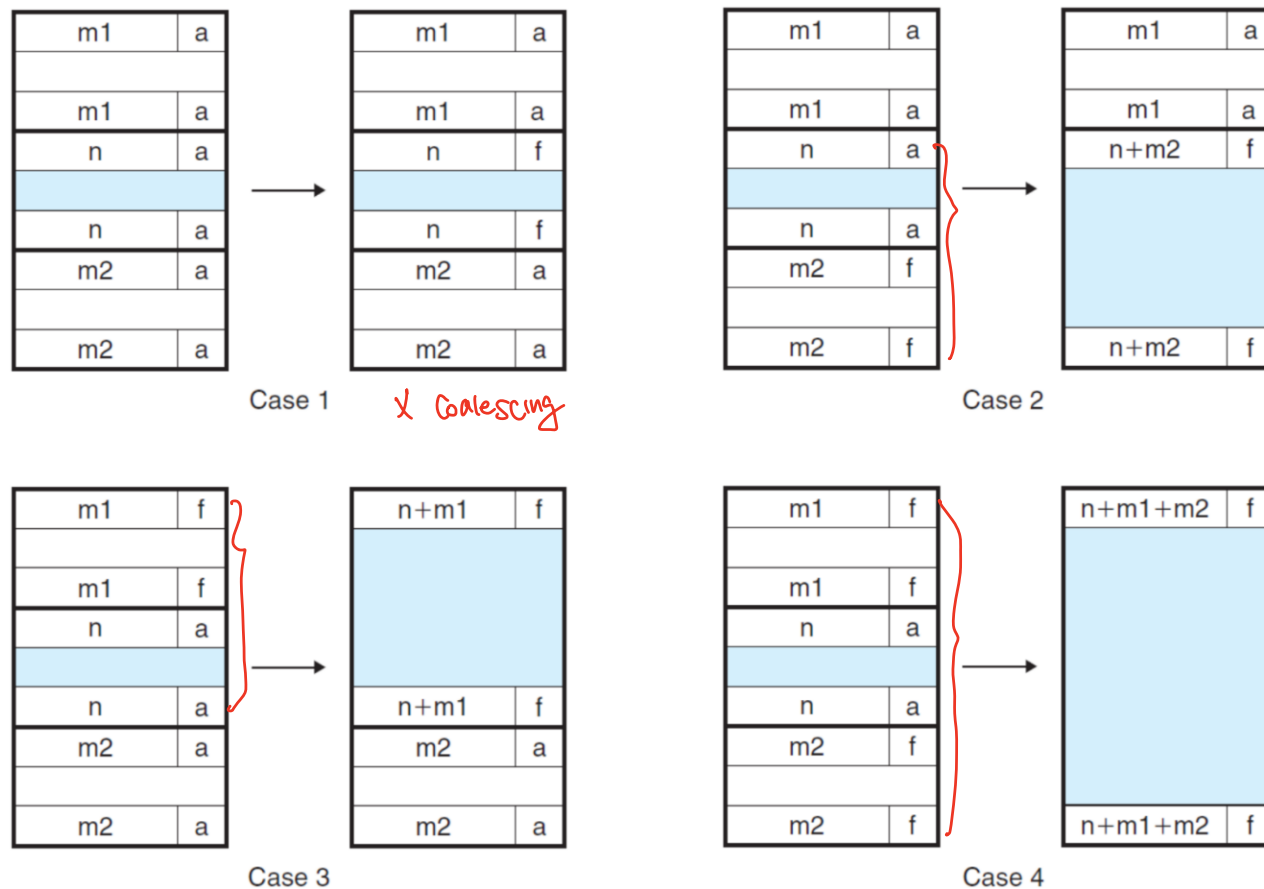 m1 a
m1 a
n a
n a
m2 a
m2 a
m1 a
m1 a
n f
n f
m2 a
m2 a
Case 1
X Coalescing
m1 a
m1 a
n a
n a
m2 f
m2 f
m1 a
m1 a
n+m2 f
n+m2 f
Case 2
m1 f
m1 f
n a
n a
m2 a
m2 a
n+m1 f
n+m1 f
m2 a
m2 a
Case 3
m1 f
m1 f
n a
n a
m2 f
m2 f
n+m1+m2 f
n+m1+m2 f
Case 4